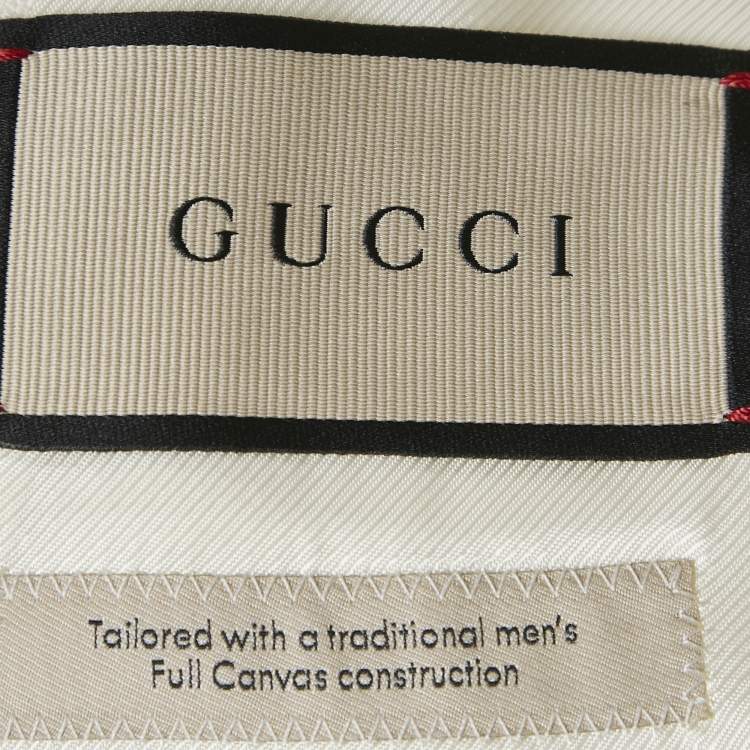 GUCCI
Tailored with a traditional men's
Full Canvas construction